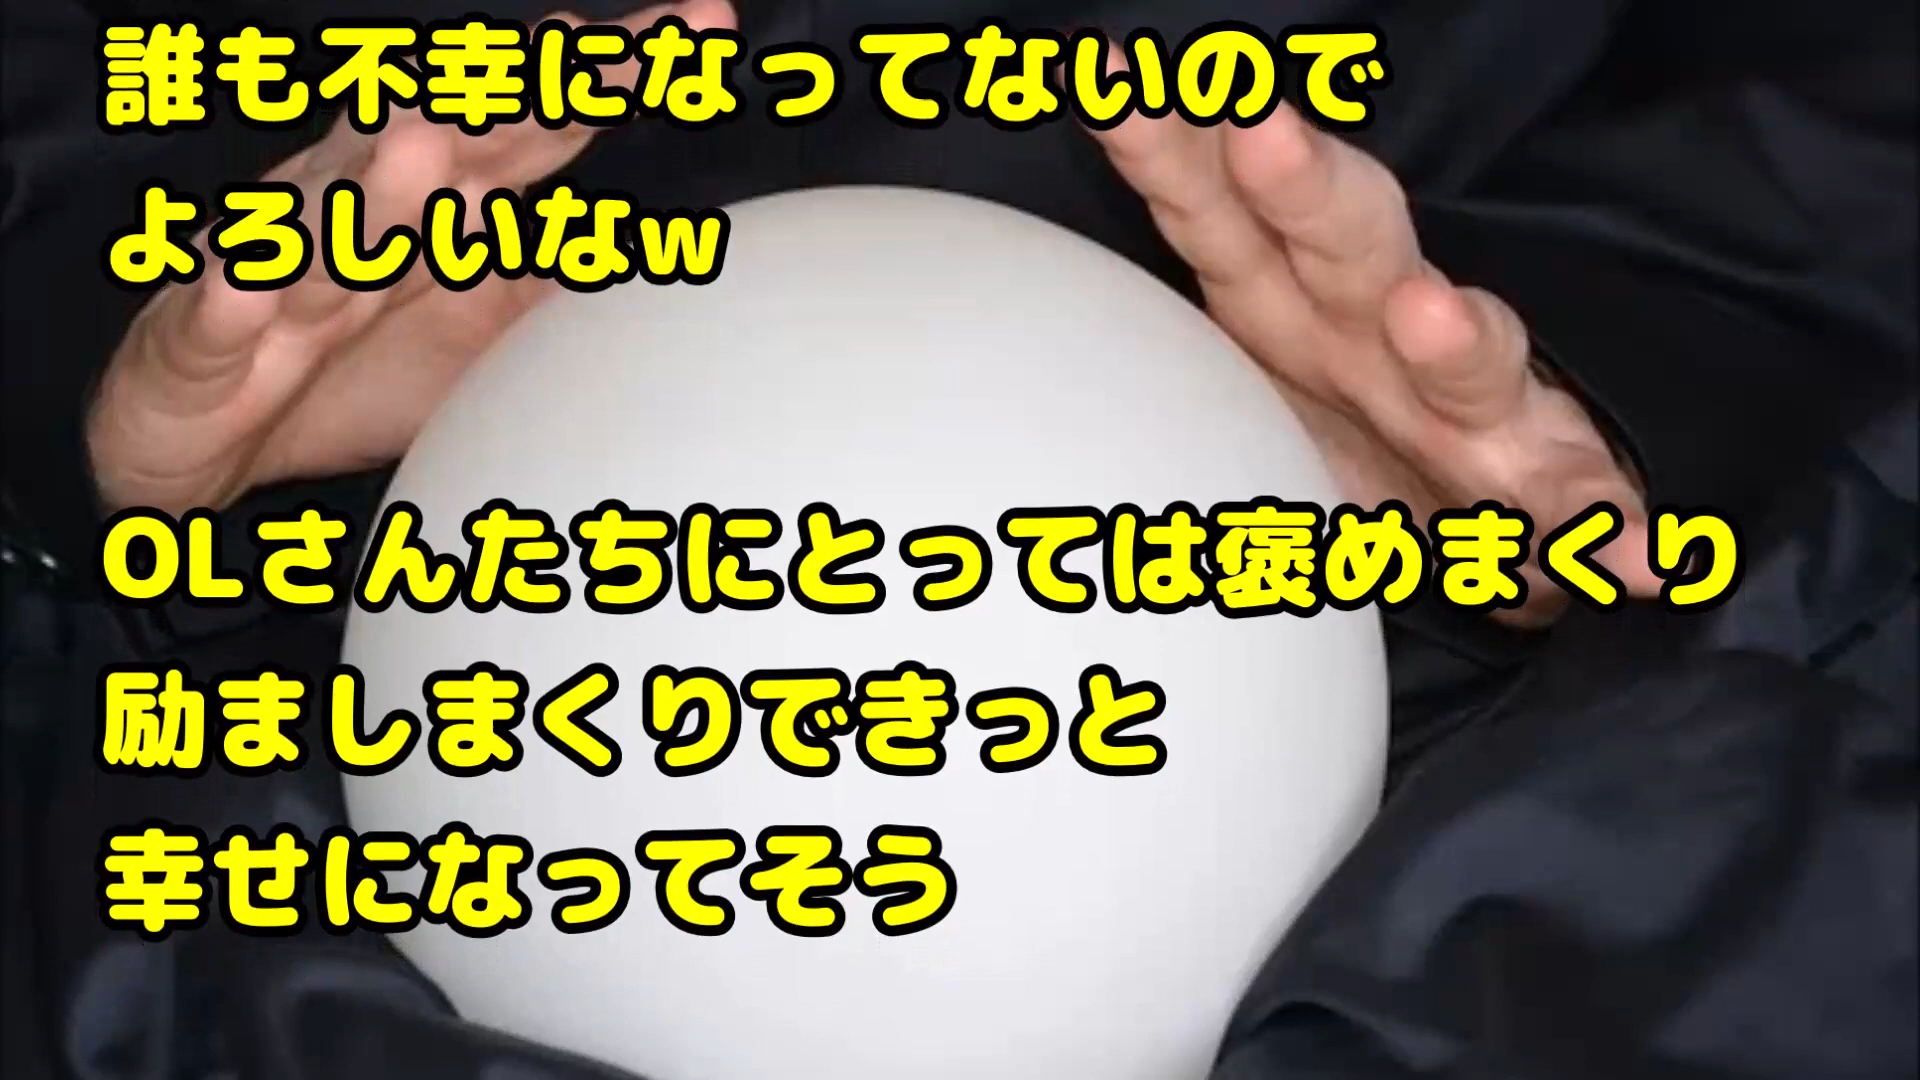 誰も不幸になってないので
よろしいなw
OLさんたちにとっては褒めまくり
励ましまくりできっと
幸せになってそう